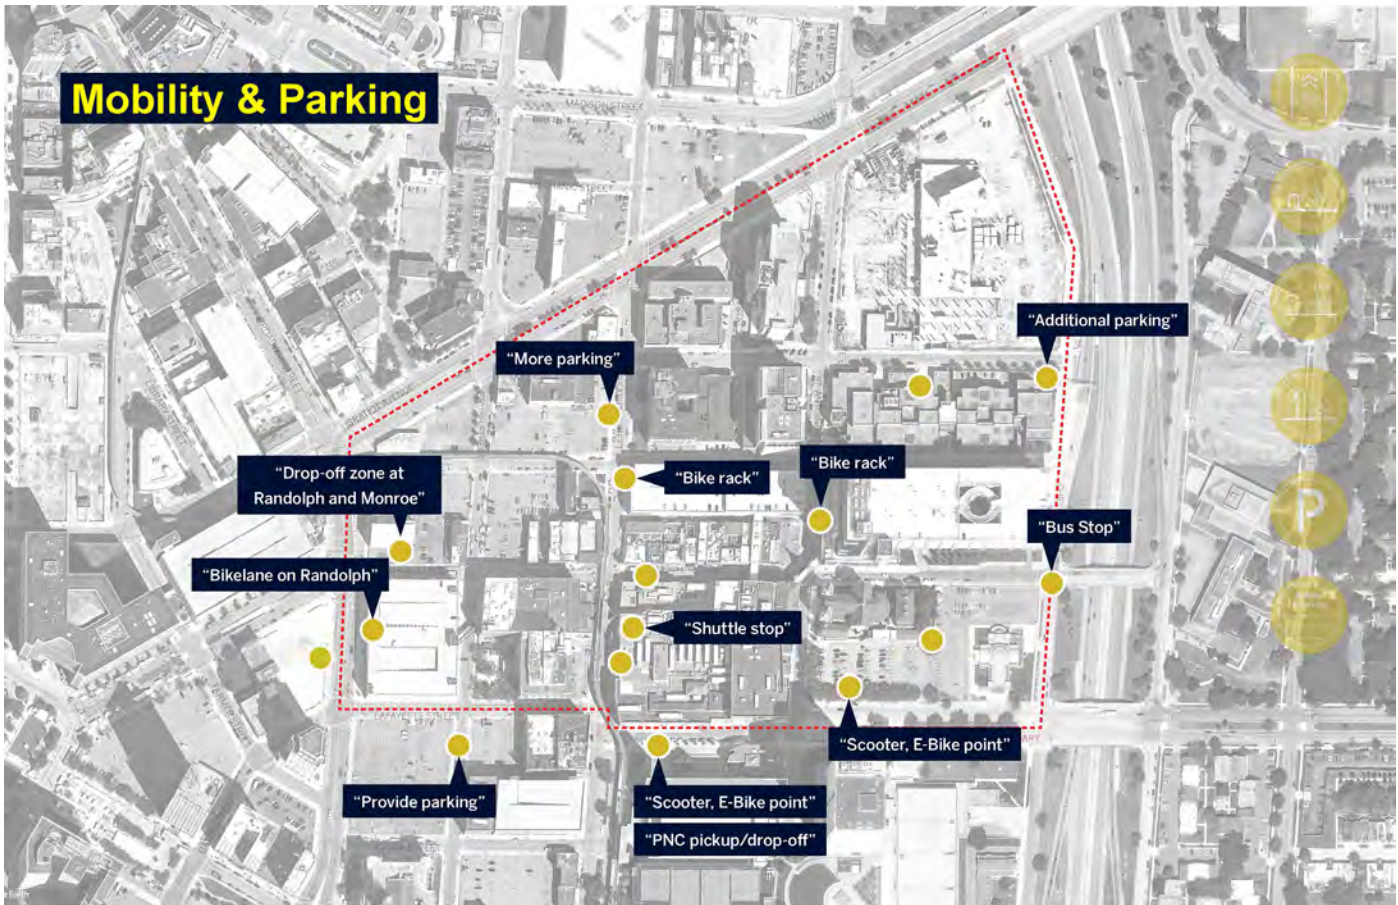 Mobility & Parking
MADISON STREET
“Additional parking”
“More parking”
“Drop-off zone at
Randolph and Monroe”
“Bike rack”
“Bike rack”
“Bus Stop”
“Bikelane on Randolph”
“Shuttle stop”
LAFAYETTE STREET
“Scooter, E-Bike point”
“Provide parking”
“Scooter, E-Bike point”
“PNC pickup/drop-off”
P